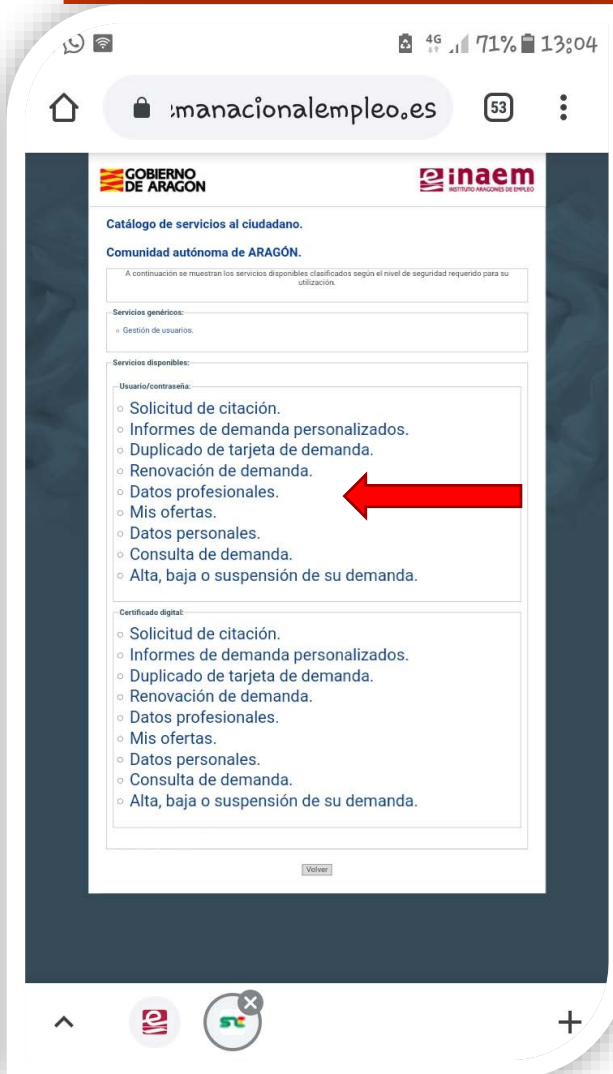 4G 71% 13:04
:manacionalempleo.es 53
GOBIERNO
DE ARAGON
inaem
INSTITUTO ARAGONES DE EMPLEO
Catálogo de servicios al ciudadano.
Comunidad autónoma de ARAGÓN.
A continuación se muestran los servicios disponibles clasificados según el nivel de seguridad requerido para su
utilización.
Servicios genéricos:
Gestión de usuarios.
Servicios disponibles:
Usuario/contraseña:
Solicitud de citación.
Informes de demanda personalizados.
Duplicado de tarjeta de demanda.
Renovación de demanda.
Datos profesionales.
Mis ofertas.
Datos personales.
Consulta de demanda.
Alta, baja o suspensión de su demanda.
Certificado digital:
Solicitud de citación.
Informes de demanda personalizados.
Duplicado de tarjeta de demanda.
Renovación de demanda.
Datos profesionales.
Mis ofertas.
Datos personales.
Consulta de demanda.
Alta, baja o suspensión de su demanda.
Volver